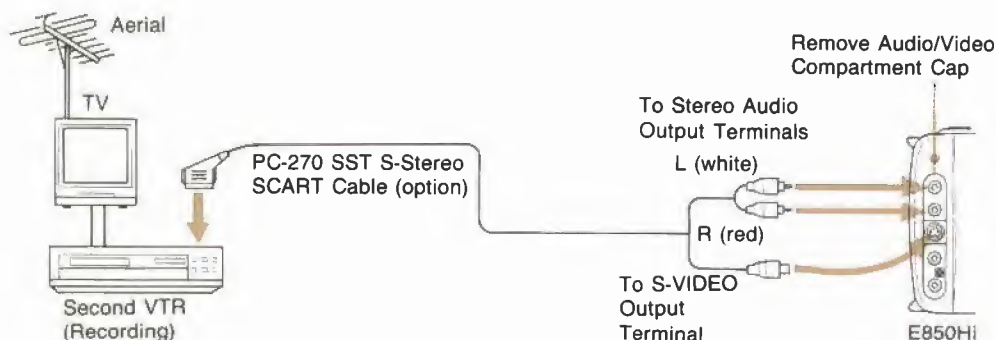 Aerial
TV
PC-270 SST S-Stereo
SCART Cable (option)
Second VTR
(Recording)
To Stereo Audio
Output Terminals
L (white)
R (red)
To S-VIDEO
Output
Terminal
Remove Audio/Video
Compartment Cap
E850Hi